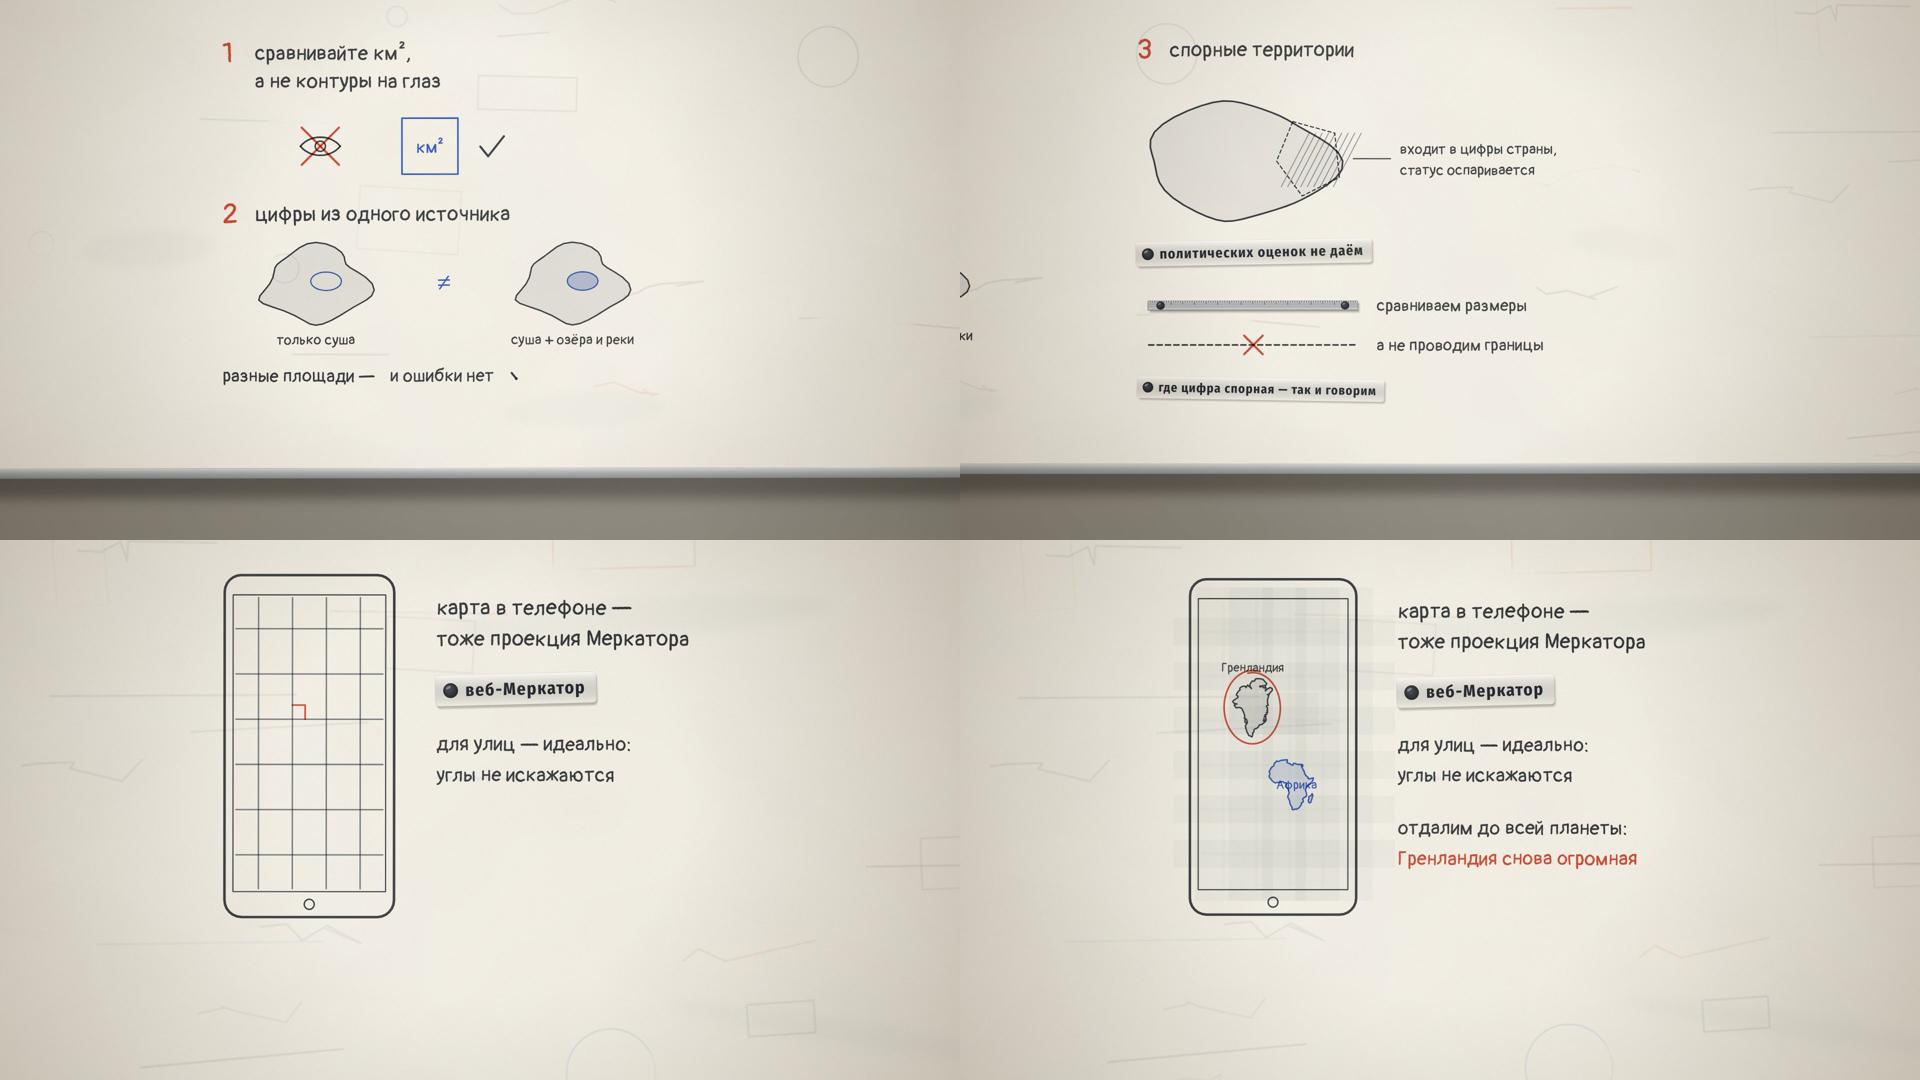 1 сравнивайте км²,
а не контуры на глаз
км²
2 цифры из одного источника
≠
только суша
суша + озёра и реки
разные площади — и ошибки нет
3 спорные территории
входит в цифры страны,
статус оспаривается
политических оценок не даём
сравниваем размеры
ки
а не проводим границы
где цифра спорная — так и говорим
карта в телефоне —
тоже проекция Меркатора
веб-Меркатор
для улиц — идеально:
углы не искажаются
карта в телефоне —
тоже проекция Меркатора
Гренландия
веб-Меркатор
для улиц — идеально:
углы не искажаются
Африка
отдалим до всей планеты:
Гренландия снова огромная